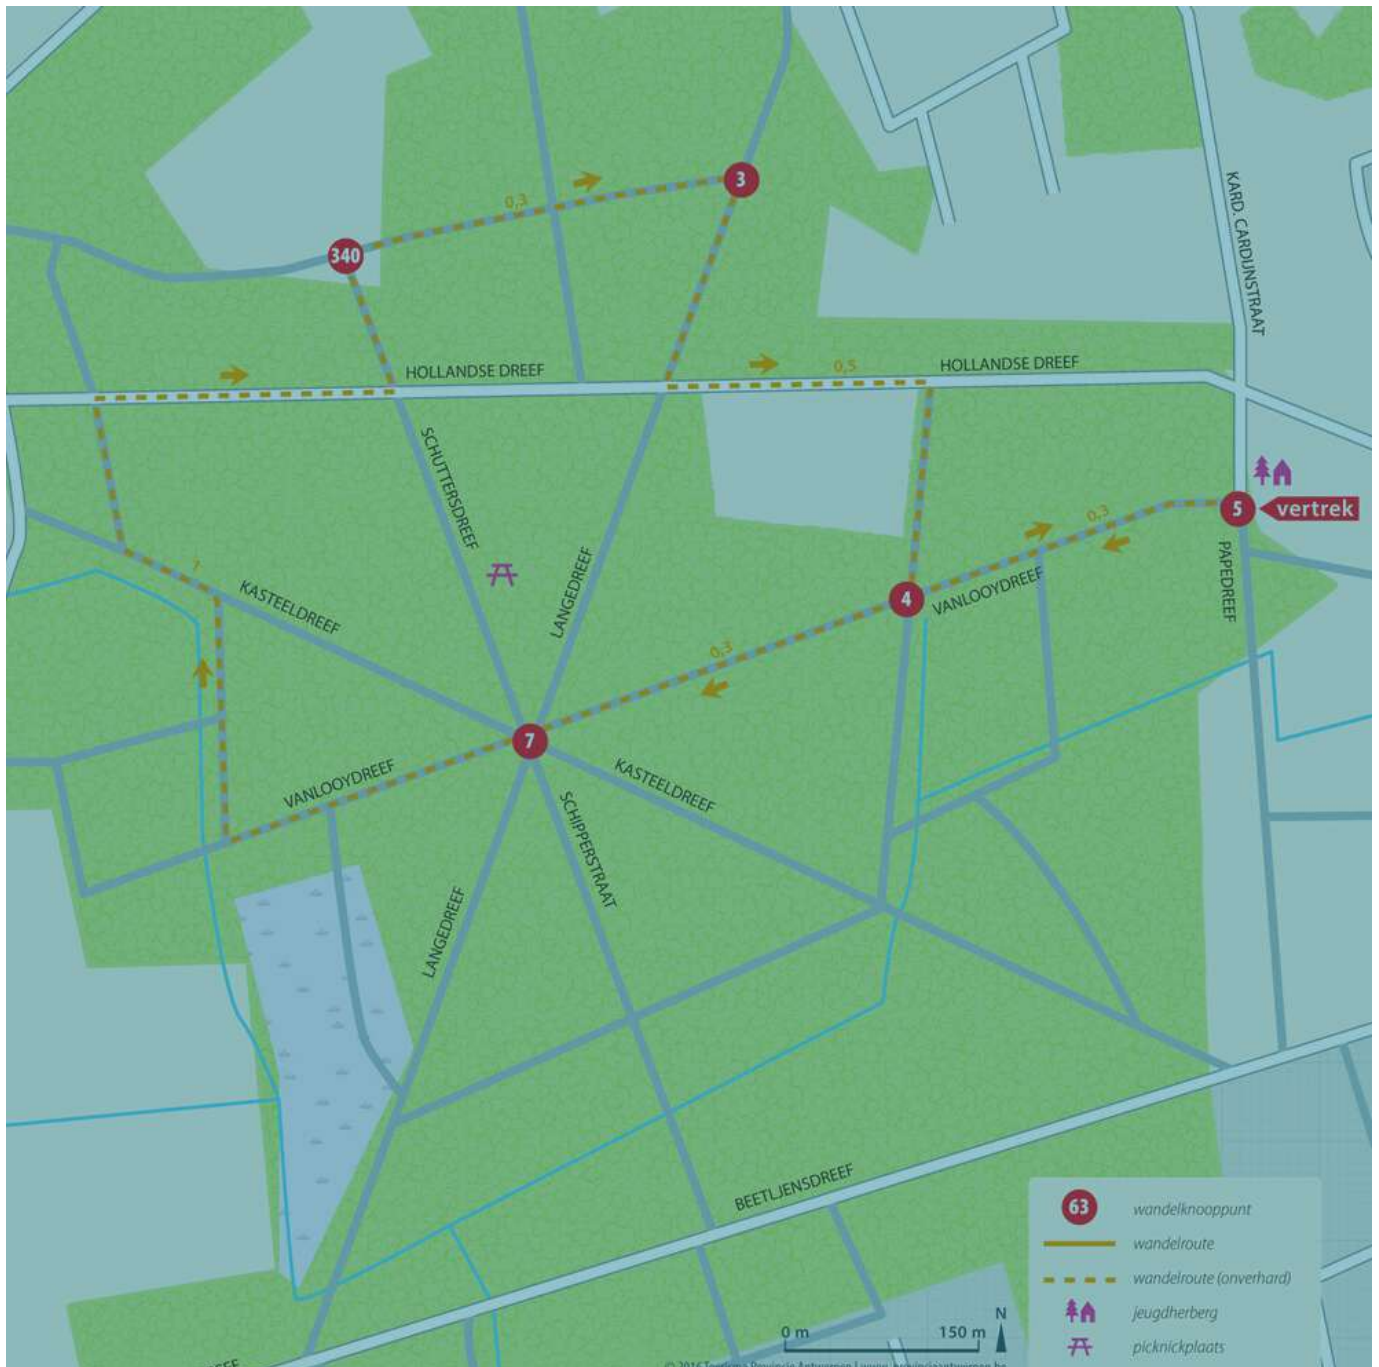 3
0,3
KARD. CARDIJNSTRAAT
340
HOLLANDSE DREEF
0,5
HOLLANDSE DREEF
SCHUTTERSDREEF
5
vertrek
0,3
LANGEDREEF
PAPEDREEF
1
KASTEELDREEF
4
VANLOOYDREEF
0,3
7
VANLOOYDREEF
KASTEELDREEF
SCHIPPERSTRAAT
LANGEDREEF
BEETLJENSDREEF
63 wandelknooppunt
wandelroute
wandelroute (onverhard)
jeugdherberg
picknickplaats
N
0 m 150 m